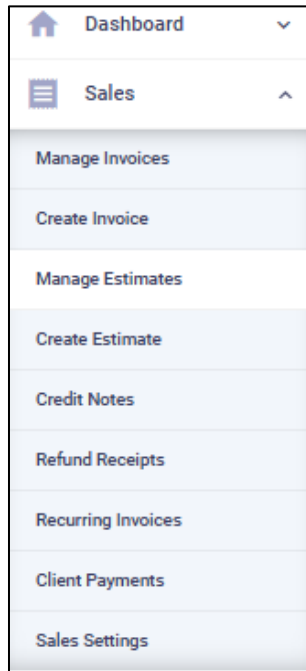 Dashboard
Sales
Manage Invoices
Create Invoice
Manage Estimates
Create Estimate
Credit Notes
Refund Receipts
Recurring Invoices
Client Payments
Sales Settings